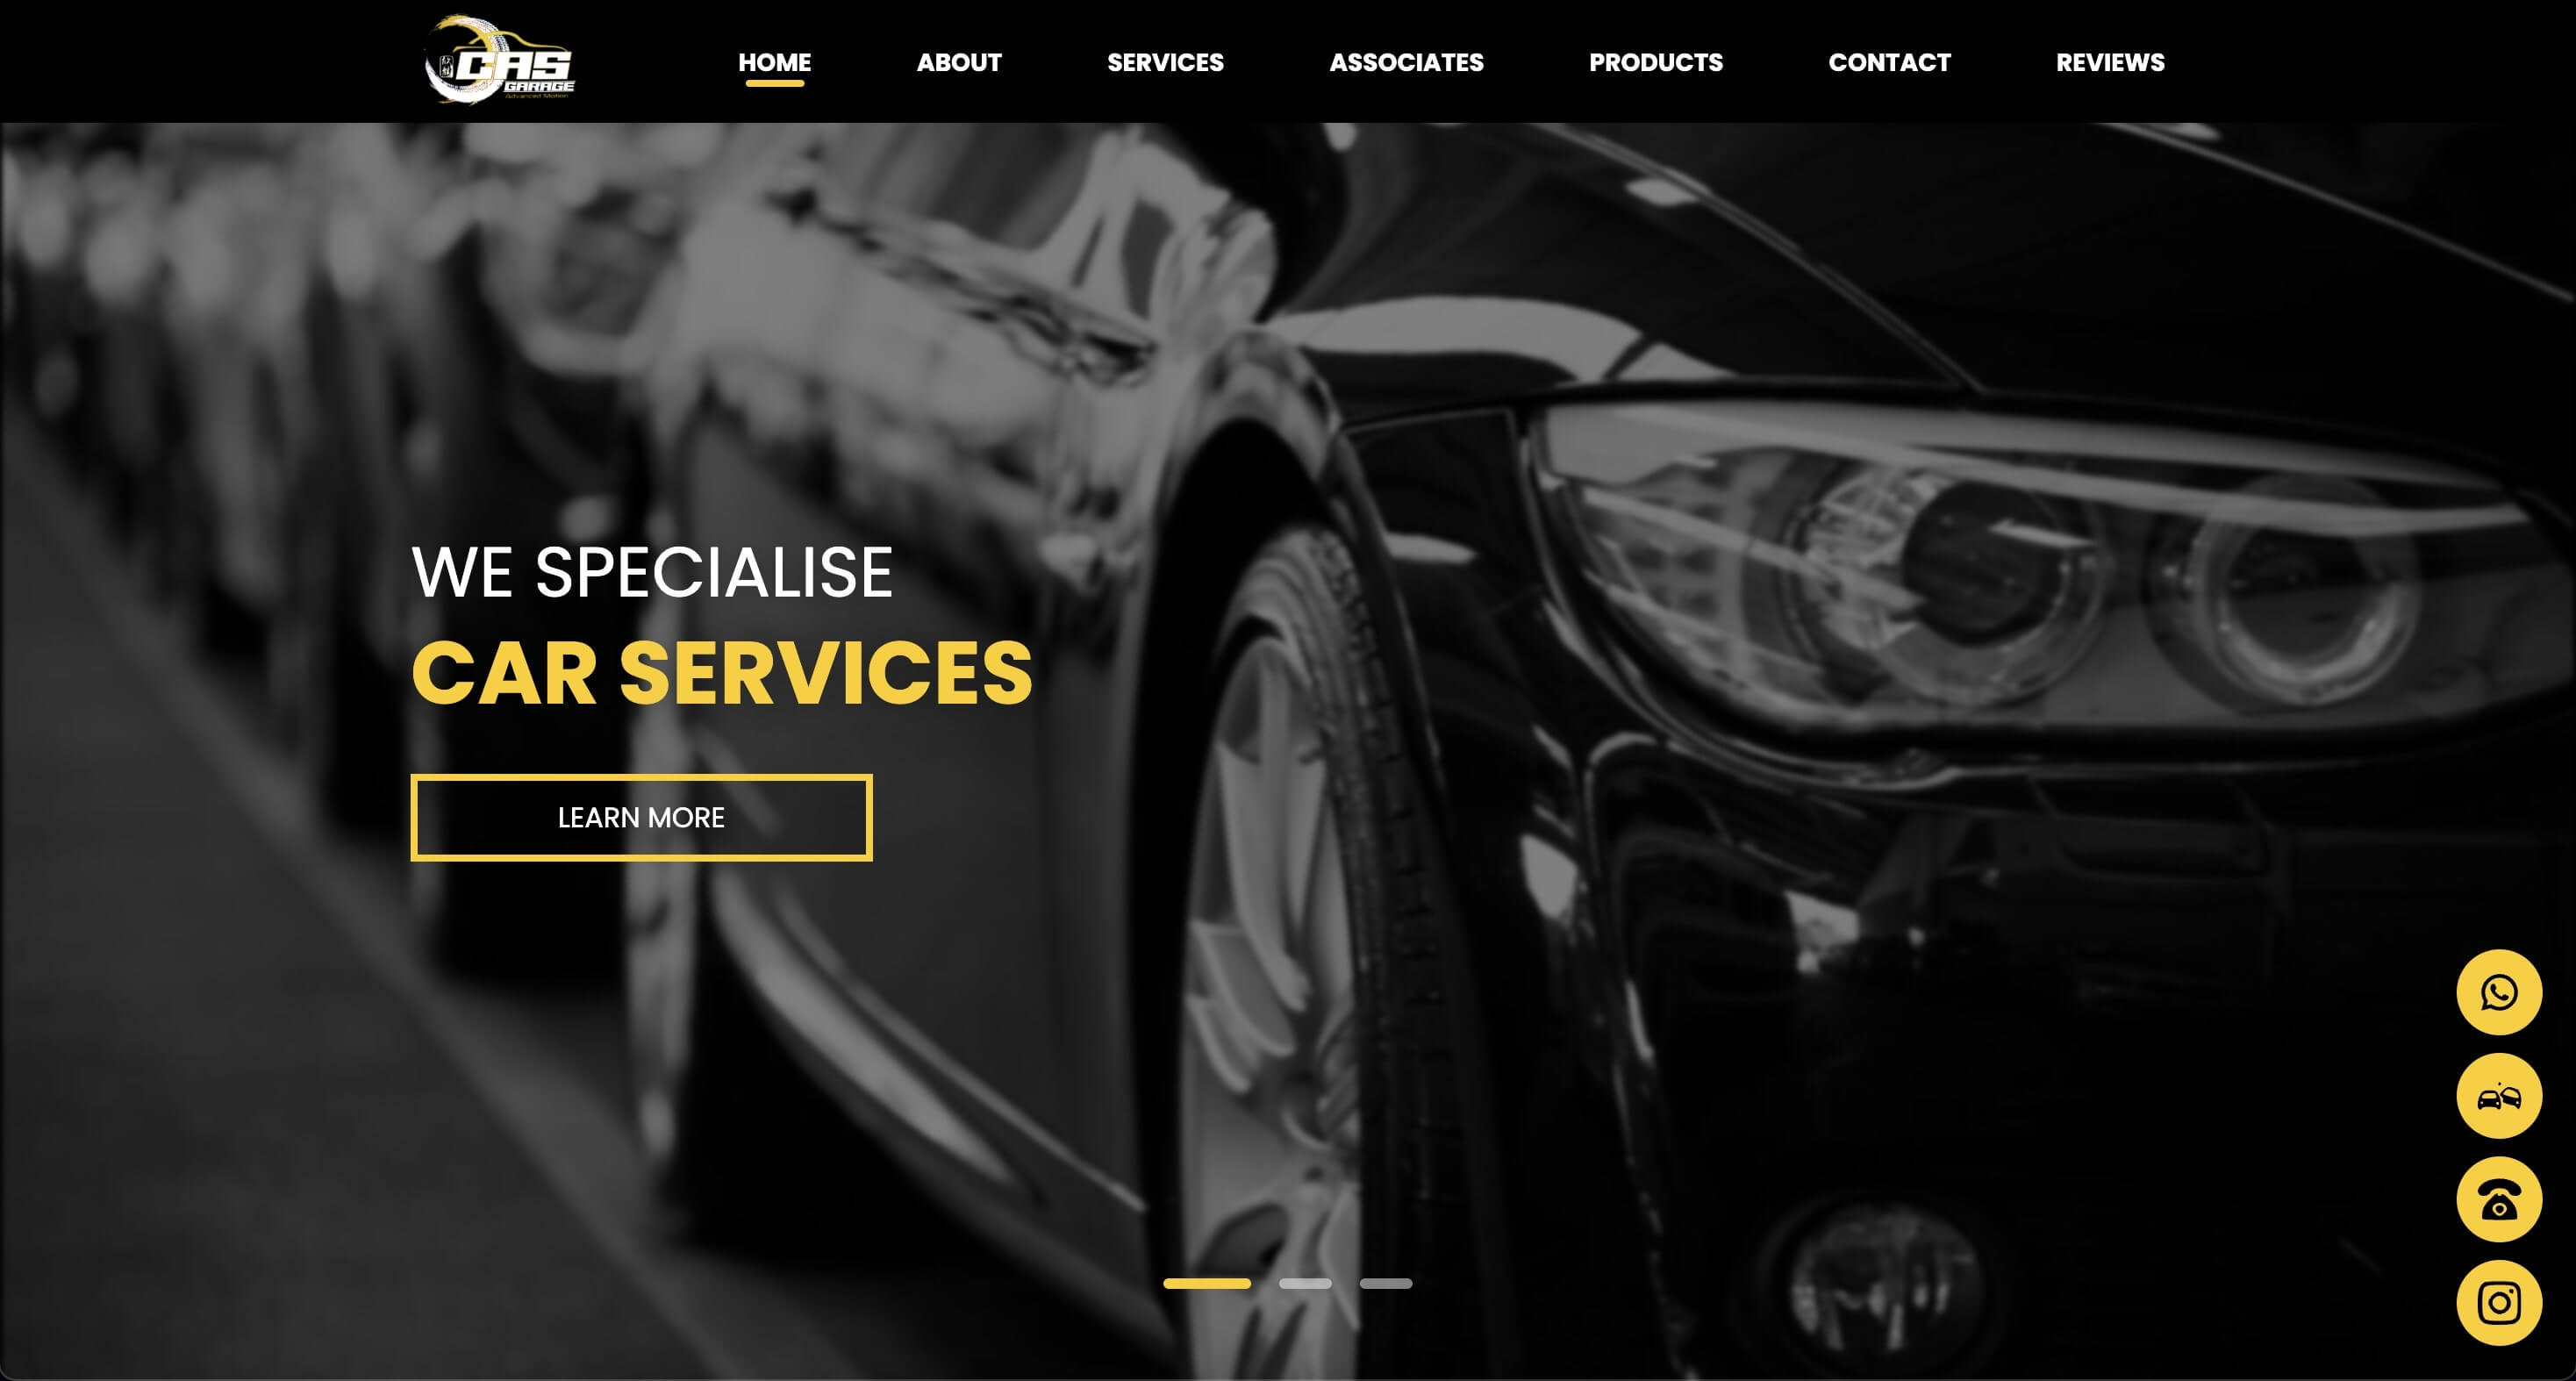 CAS
GARAGE
Advanced Motion
HOME
ABOUT
SERVICES
ASSOCIATES
PRODUCTS
CONTACT
REVIEWS
WE SPECIALISE
CAR SERVICES
LEARN MORE